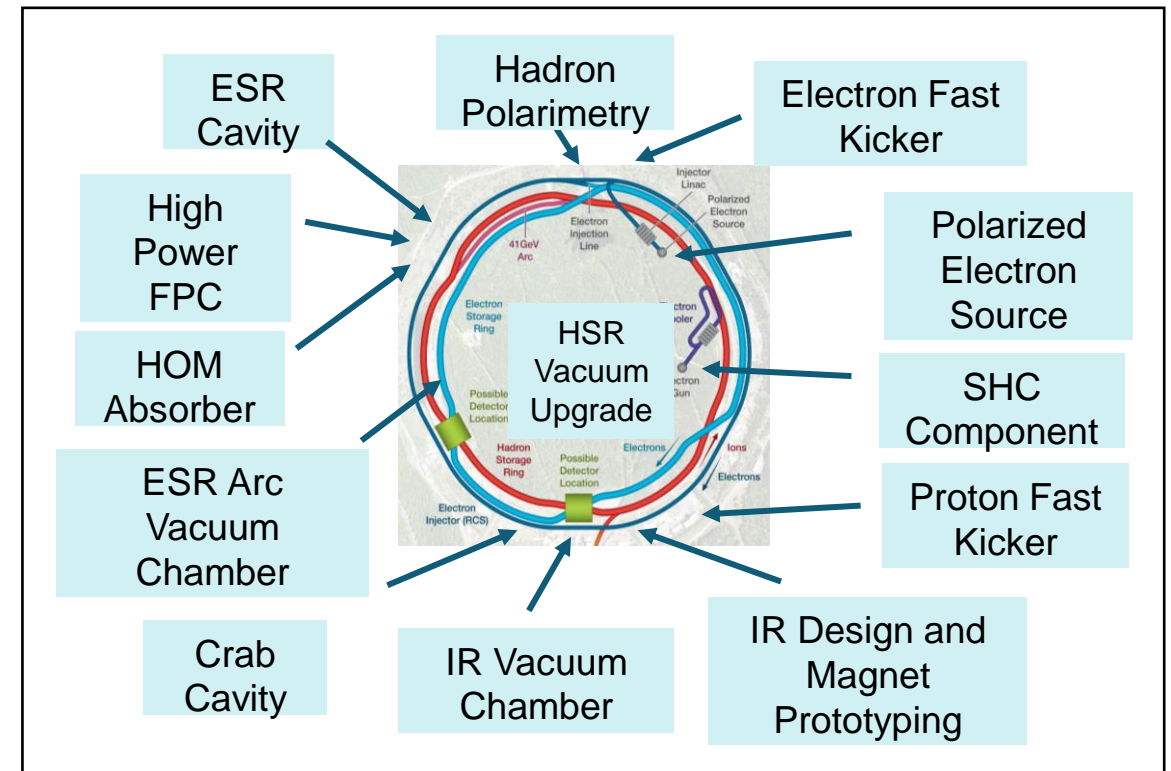 Hadron
Polarimetry
ESR
Cavity
Electron Fast
Kicker
High
Power
FPC
Injector
Linac
Polarized
Electron
Source
Electron
Injection
Line
41GeV
Arc
Polarized
Electron
Source
HOM
Absorber
Electron
Storage
Ring
HSR
Vacuum
Upgrade
SHC
Component
Possible
Location
Hadron
Storage
Ring
Possible
Detector
Location
Electrons
Ions
Electrons
ESR Arc
Vacuum
Chamber
Electron
Injector (RCS)
Proton Fast
Kicker
Crab
Cavity
IR Vacuum
Chamber
IR Design and
Magnet
Prototyping